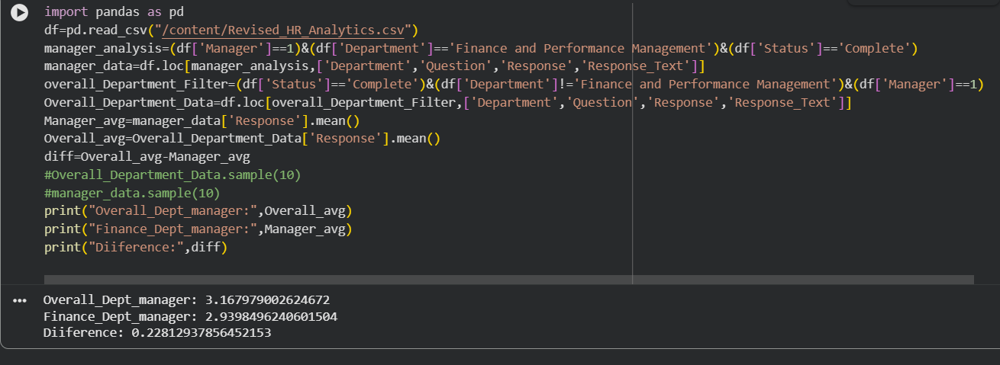 import pandas as pd
df=pd.read_csv("/content/Revised_HR_Analytics.csv")
manager_analysis=(df['Manager']==1)&(df['Department']=='Finance and Performance Management')&(df['Status']=='Complete')
manager_data=df.loc[manager_analysis,['Department','Question','Response','Response_Text']]
overall_Department_Filter=(df['Status']=='Complete')&(df['Department']!='Finance and Performance Management')&(df['Manager']==1)
Overall_Department_Data=df.loc[overall_Department_Filter,['Department','Question','Response','Response_Text']]
Manager_avg=manager_data['Response'].mean()
Overall_avg=Overall_Department_Data['Response'].mean()
diff=Overall_avg-Manager_avg
#Overall_Department_Data.sample(10)
#manager_data.sample(10)
print("Overall_Dept_manager:",Overall_avg)
print("Finance_Dept_manager:",Manager_avg)
print("Diiference:",diff)
Overall_Dept_manager: 3.167979002624672
Finance_Dept_manager: 2.9398496240601504
Diiference: 0.22812937856452153